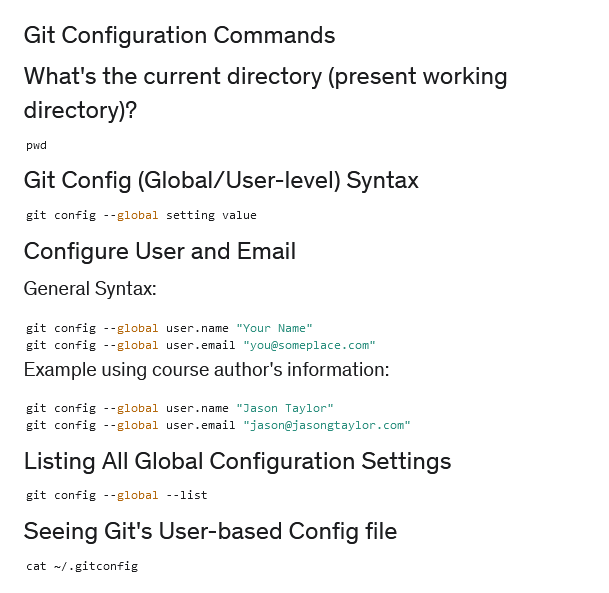 Git Configuration Commands
What's the current directory (present working
directory)?
pwd
Git Config (Global/User-level) Syntax
git config --global setting value
Configure User and Email
General Syntax:
git config --global user.name "Your Name"
git config --global user.email "you@someplace.com"
Example using course author's information:
git config --global user.name "Jason Taylor"
git config --global user.email "jason@jasongtaylor.com"
Listing All Global Configuration Settings
git config --global --list
Seeing Git's User-based Config file
cat ~/.gitconfig